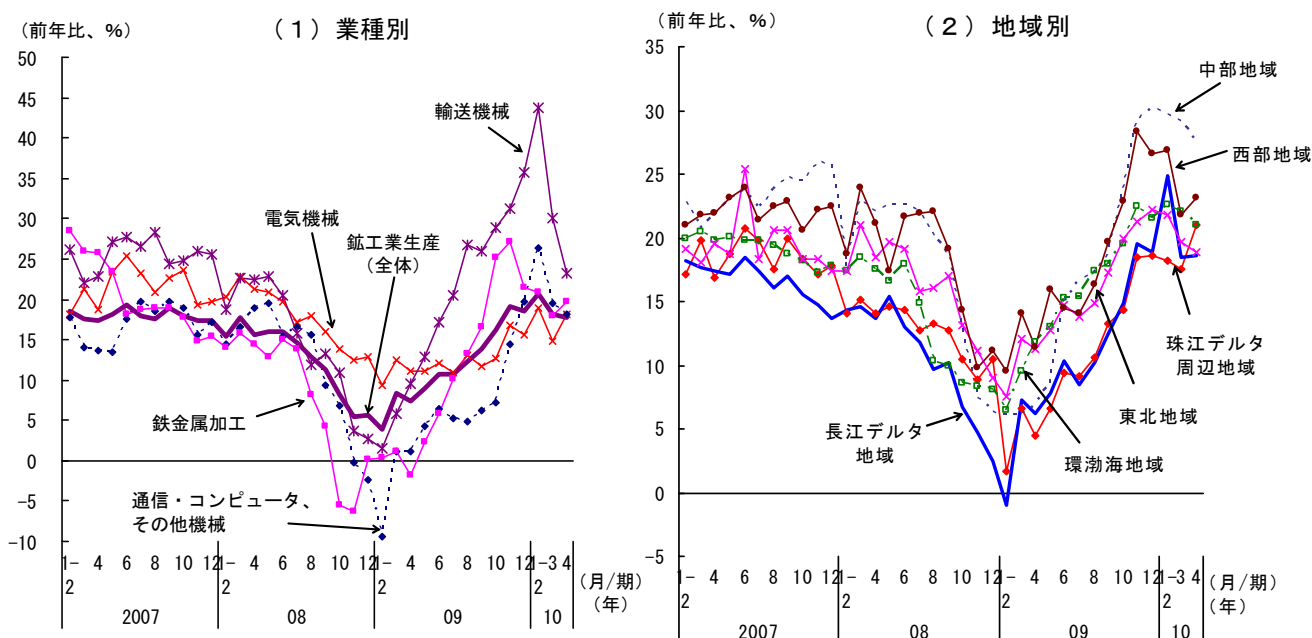 (1)業種別
(前年比、%)
50
45
40
35
30
25
20
15
10
5
0
-5
-10
輸送機械
電気機械
鉱工業生産
(全体)
鉄金属加工
通信・コンピュータ、
その他機械
1-2 4 6 8 10 12 1-2 4 6 8 10 12 1-2 4 6 8 10 12 1-2 3 4
(月/期)
2007 08 09 10
(年)
(2)地域別
(前年比、%)
35
30
25
20
15
10
5
0
-5
中部地域
西部地域
珠江デルタ
周辺地域
東北地域
環渤海地域
長江デルタ
地域
1-2 4 6 8 10 12 1-2 4 6 8 10 12 1-2 4 6 8 10 12 1-2 3 4
(月/期)
2007 08 09 10
(年)